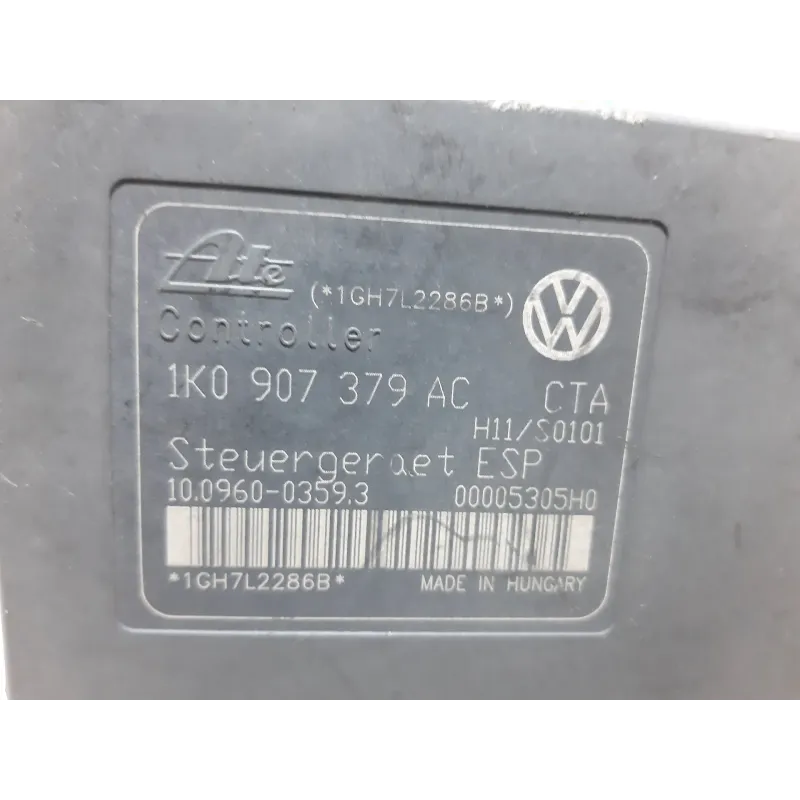 Ate
(*1GH7L2286B*)
Controller
1K0 907 379 AC CTA
H11/S0101
Steuergeraet ESP
10.0960-0359.3 00005305H0
*1GH7L2286B* MADE IN HUNGARY